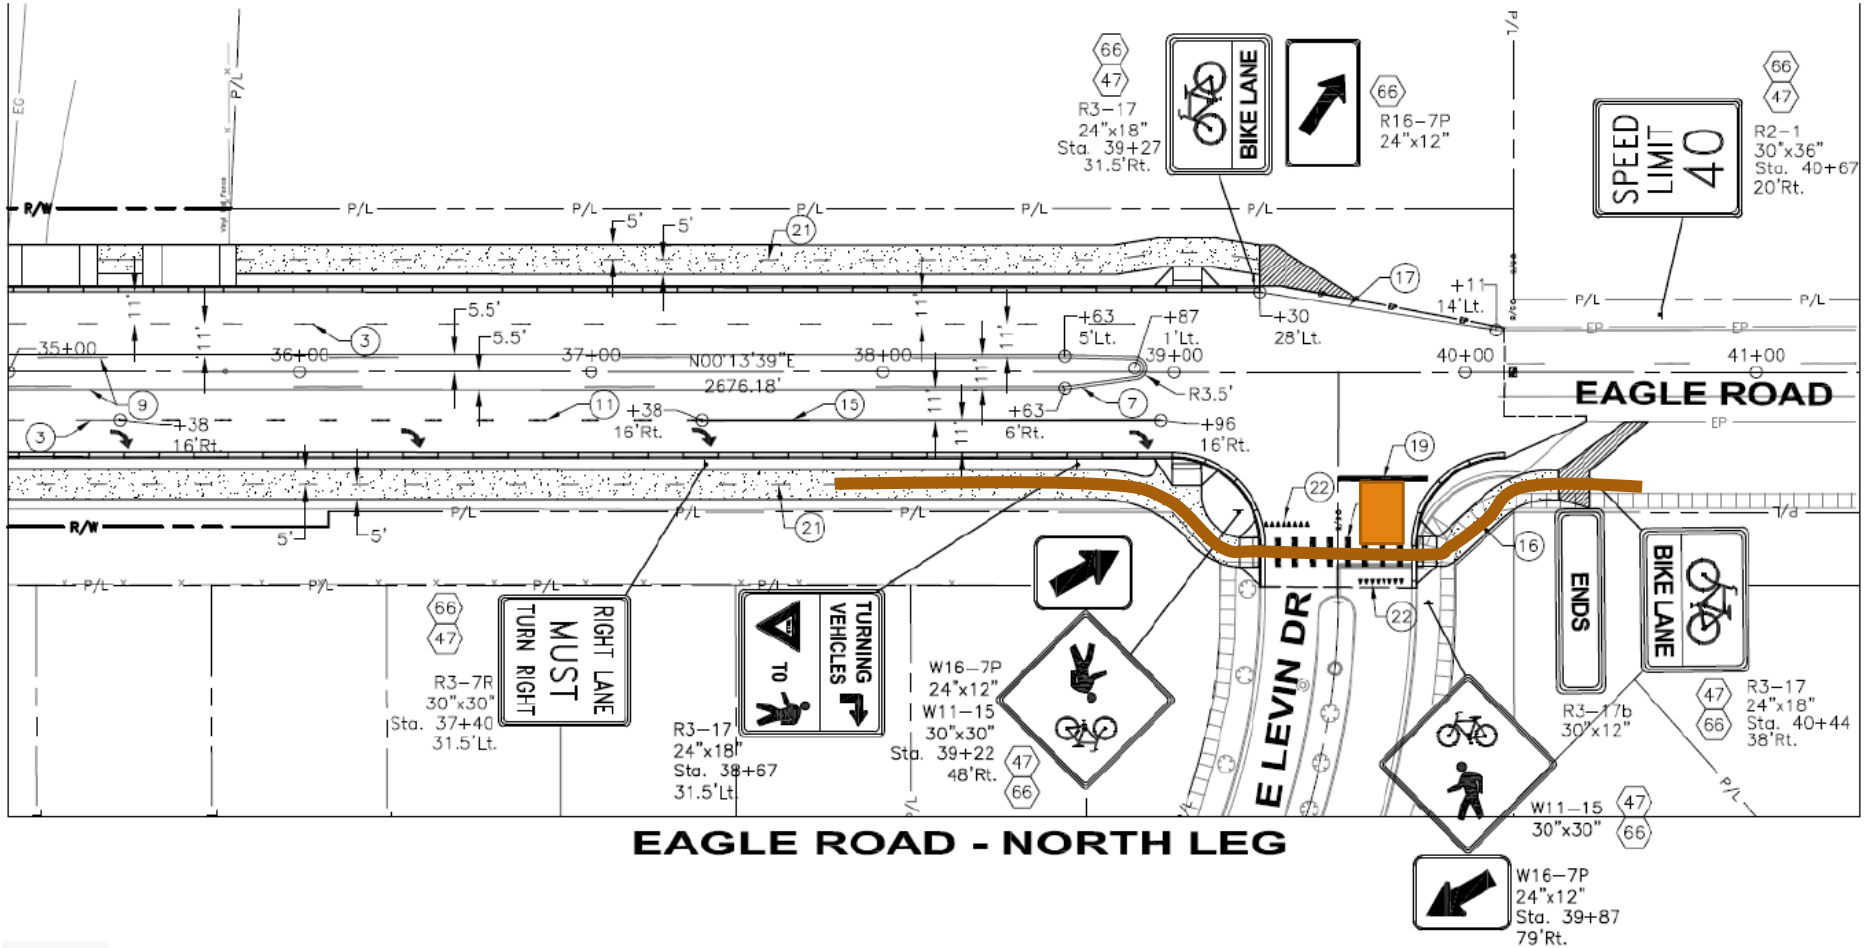 66
47
R3-17
24"x18"
Sta. 39+27
31.5'Rt.
BIKE LANE
66
R16-7P
24"x12"
SPEED
LIMIT
40
66
47
R2-1
30"x36"
Sta. 40+67
20'Rt.
P/L
P/L
EG
R/W
P/L
P/L
P/L
P/L
P/L
5'
5'
21
17
+11
14'Lt.
P/L
P/L
11'
11'
3
5.5'
5.5'
11'
11'
+63
5'Lt.
+87
1'Lt.
+30
28'Lt.
EP
EP
EP
EP
35+00
36+00
37+00
N00°13'39"E
2676.18'
38+00
11'
39+00
40+00
41+00
EAGLE ROAD
9
11
+38
16'Rt.
15
11'
+63
6'Rt.
7
R3.5'
3
+38
16'Rt.
11'
+96
16'Rt.
EP
19
22
R/W
5'
5'
P/L
P/L
P/L
21
16
P/L
P/L
P/L
P/L
P/L
22
66
47
R3-7R
30"x30"
Sta. 37+40
31.5'Lt.
RIGHT LANE
MUST
TURN RIGHT
TURNING
VEHICLES
TO
R3-17
24"x18"
Sta. 38+67
31.5'Lt.
W16-7P
24"x12"
W11-15
30"x30"
Sta. 39+22
48'Rt.
47
66
P/L
P/L
E LEVIN DR
ENDS
R3-17b
30"x12"
BIKE LANE
47
66
R3-17
24"x18"
Sta. 40+44
38'Rt.
P/L
W11-15
30"x30"
47
66
W16-7P
24"x12"
Sta. 39+87
79'Rt.
EAGLE ROAD - NORTH LEG